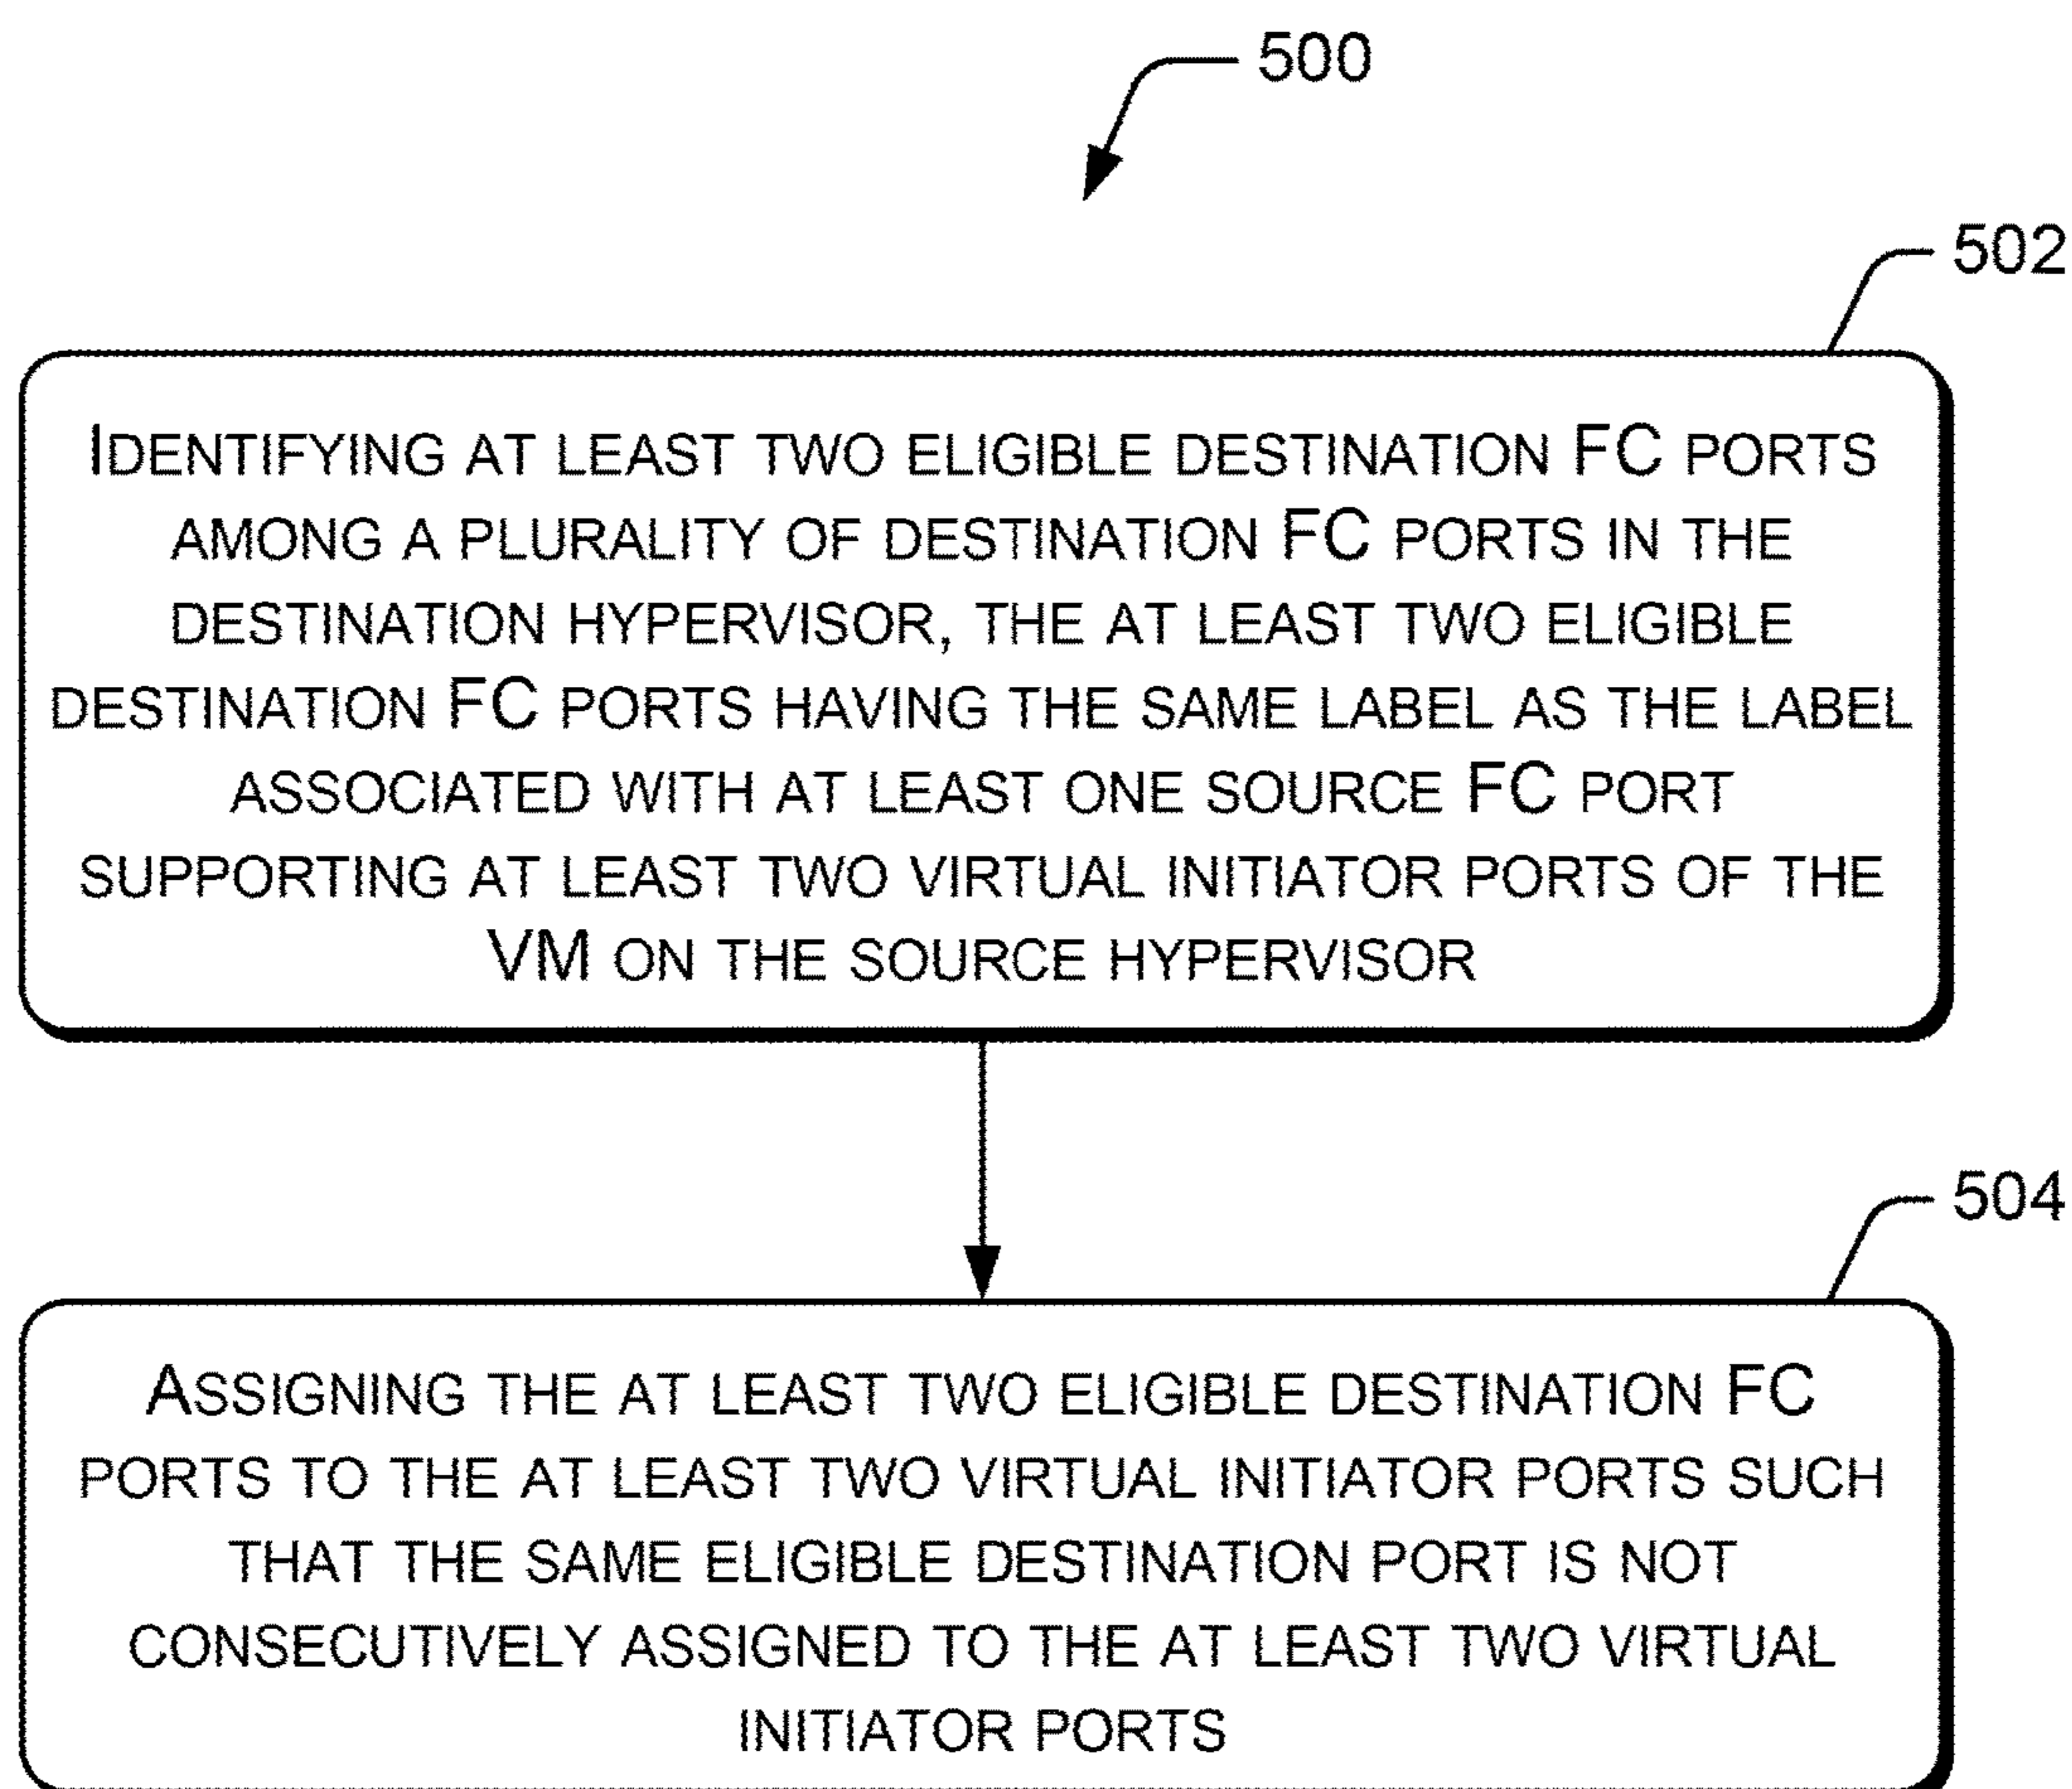 500
502
IDENTIFYING AT LEAST TWO ELIGIBLE DESTINATION FC PORTS
AMONG A PLURALITY OF DESTINATION FC PORTS IN THE
DESTINATION HYPERVISOR, THE AT LEAST TWO ELIGIBLE
DESTINATION FC PORTS HAVING THE SAME LABEL AS THE LABEL
ASSOCIATED WITH AT LEAST ONE SOURCE FC PORT
SUPPORTING AT LEAST TWO VIRTUAL INITIATOR PORTS OF THE
VM ON THE SOURCE HYPERVISOR
504
ASSIGNING THE AT LEAST TWO ELIGIBLE DESTINATION FC
PORTS TO THE AT LEAST TWO VIRTUAL INITIATOR PORTS SUCH
THAT THE SAME ELIGIBLE DESTINATION PORT IS NOT
CONSECUTIVELY ASSIGNED TO THE AT LEAST TWO VIRTUAL
INITIATOR PORTS